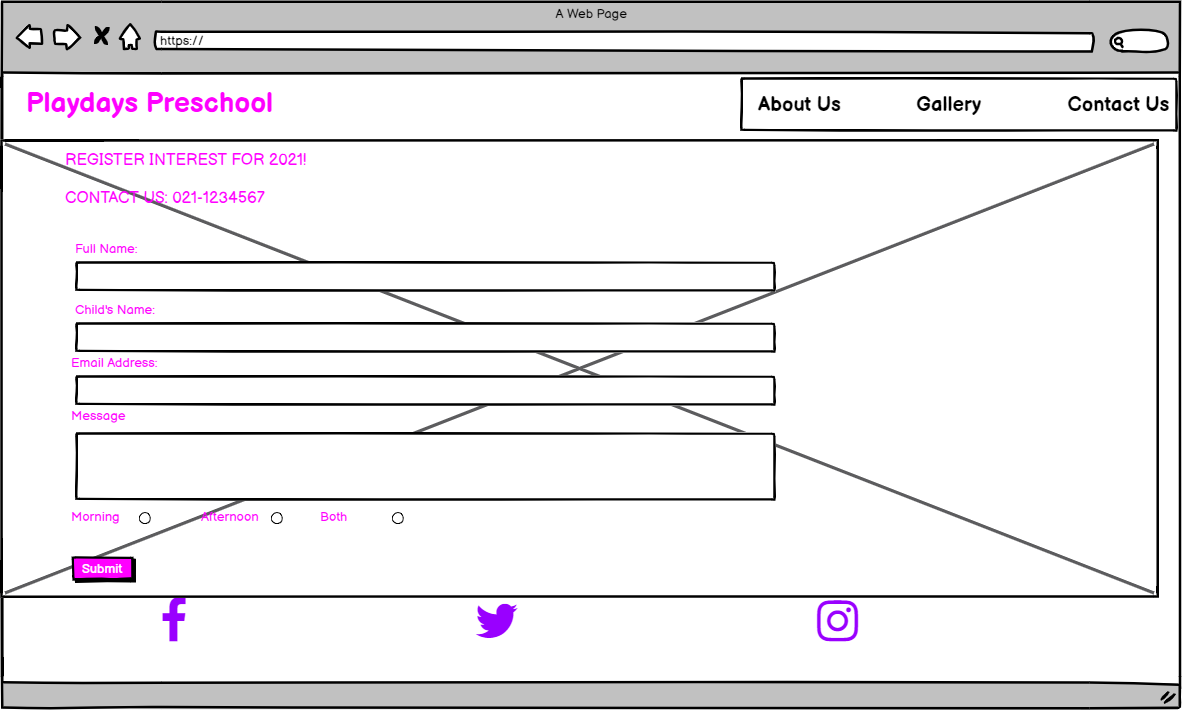 A Web Page
https://
Playdays Preschool
About Us Gallery Contact Us
REGISTER INTEREST FOR 2021!
CONTACT US: 021-1234567
Full Name:
Child's Name:
Email Address:
Message
Morning Afternoon Both
Submit